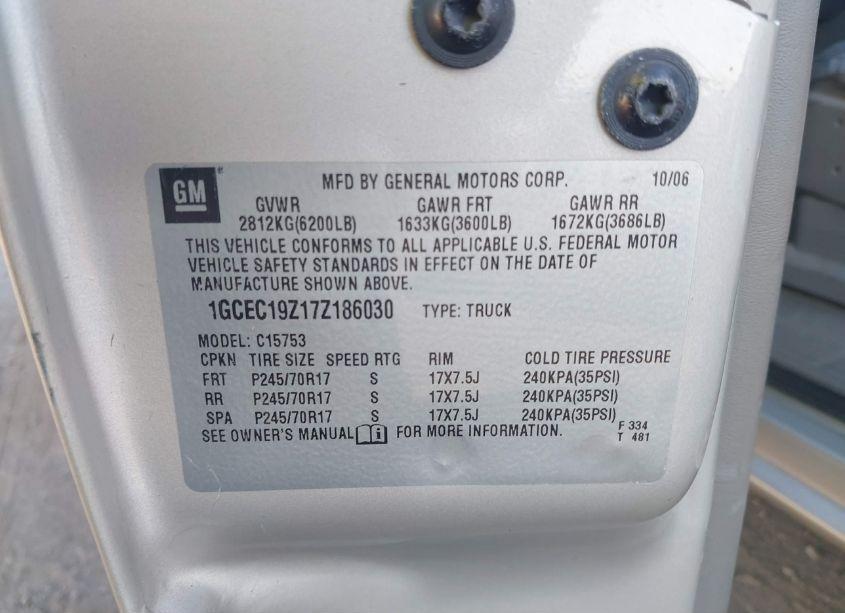 GM MFD BY GENERAL MOTORS CORP. 10/06
GVWR GAWR FRT GAWR RR
2812KG(6200LB) 1633KG(3600LB) 1672KG(3686LB)
THIS VEHICLE CONFORMS TO ALL APPLICABLE U.S. FEDERAL MOTOR
VEHICLE SAFETY STANDARDS IN EFFECT ON THE DATE OF
MANUFACTURE SHOWN ABOVE.
1GCEC19Z17Z186030 TYPE: TRUCK
MODEL: C15753
CPKN TIRE SIZE SPEED RTG RIM COLD TIRE PRESSURE
FRT P245/70R17 S 17X7.5J 240KPA(35PSI)
RR P245/70R17 S 17X7.5J 240KPA(35PSI)
SPA P245/70R17 S 17X7.5J 240KPA(35PSI)
SEE OWNER'S MANUAL i FOR MORE INFORMATION. F 334
T 481